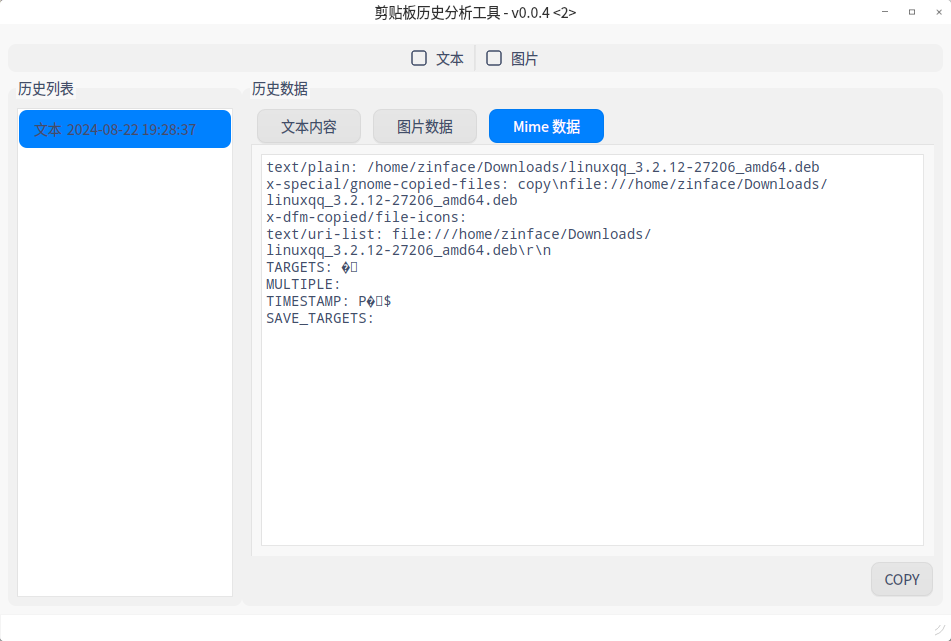 剪贴板历史分析工具 - v0.0.4 <2>
文本
图片
历史列表
历史数据
文本 2024-08-22 19:28:37
文本内容
图片数据
Mime 数据
text/plain: /home/zinface/Downloads/linuxqq_3.2.12-27206_amd64.deb
x-special/gnome-copied-files: copy\nfile:///home/zinface/Downloads/
linuxqq_3.2.12-27206_amd64.deb
x-dfm-copied/file-icons:
text/uri-list: file:///home/zinface/Downloads/
linuxqq_3.2.12-27206_amd64.deb\r\n
TARGETS: �
MULTIPLE:
TIMESTAMP: P�$
SAVE_TARGETS:
COPY